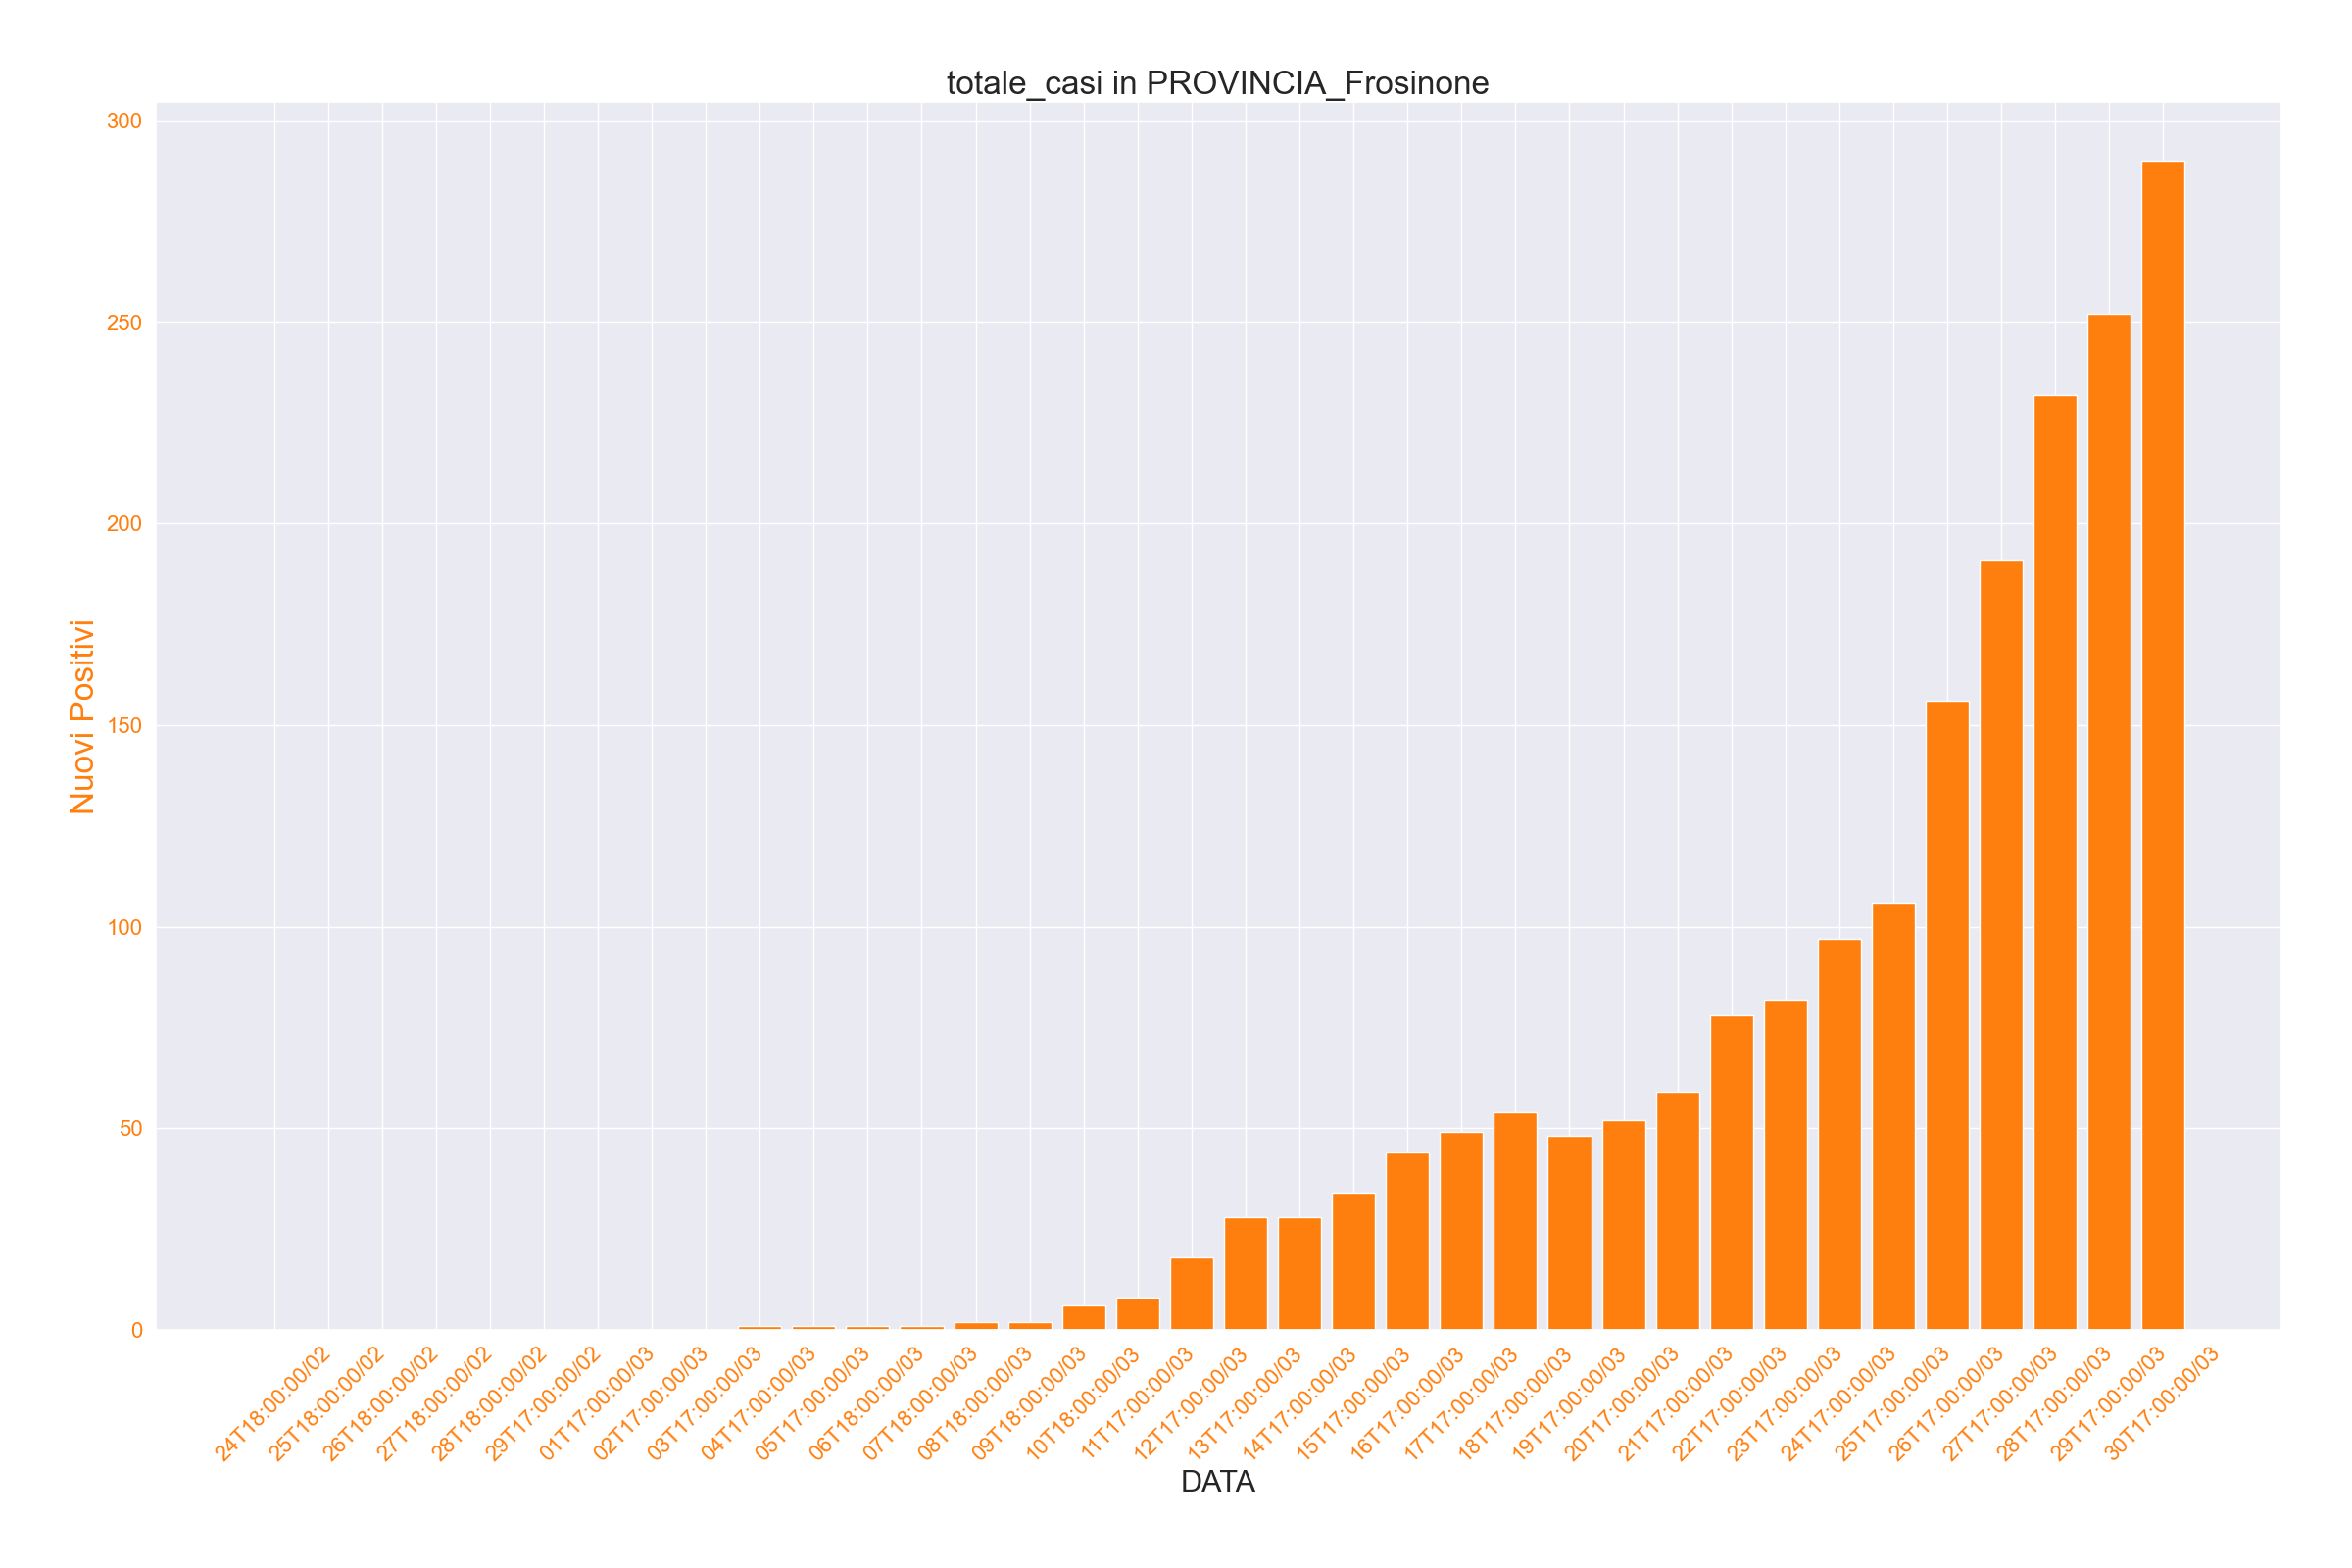 totale_casi in PROVINCIA_Frosinone
300
250
200
150
100
50
0
Nuovi Positivi
24T18:00:00/02
25T18:00:00/02
26T18:00:00/02
27T18:00:00/02
28T18:00:00/02
29T17:00:00/02
01T17:00:00/03
02T17:00:00/03
03T17:00:00/03
04T17:00:00/03
05T17:00:00/03
06T18:00:00/03
07T18:00:00/03
08T18:00:00/03
09T18:00:00/03
10T18:00:00/03
11T17:00:00/03
12T17:00:00/03
13T17:00:00/03
14T17:00:00/03
15T17:00:00/03
16T17:00:00/03
17T17:00:00/03
18T17:00:00/03
19T17:00:00/03
20T17:00:00/03
21T17:00:00/03
22T17:00:00/03
23T17:00:00/03
24T17:00:00/03
25T17:00:00/03
26T17:00:00/03
27T17:00:00/03
28T17:00:00/03
29T17:00:00/03
30T17:00:00/03
DATA